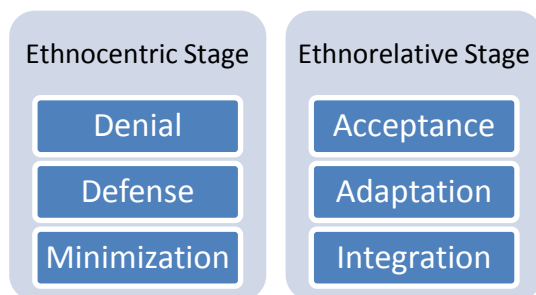 Ethnocentric Stage
Denial
Defense
Minimization
Ethnorelative Stage
Acceptance
Adaptation
Integration